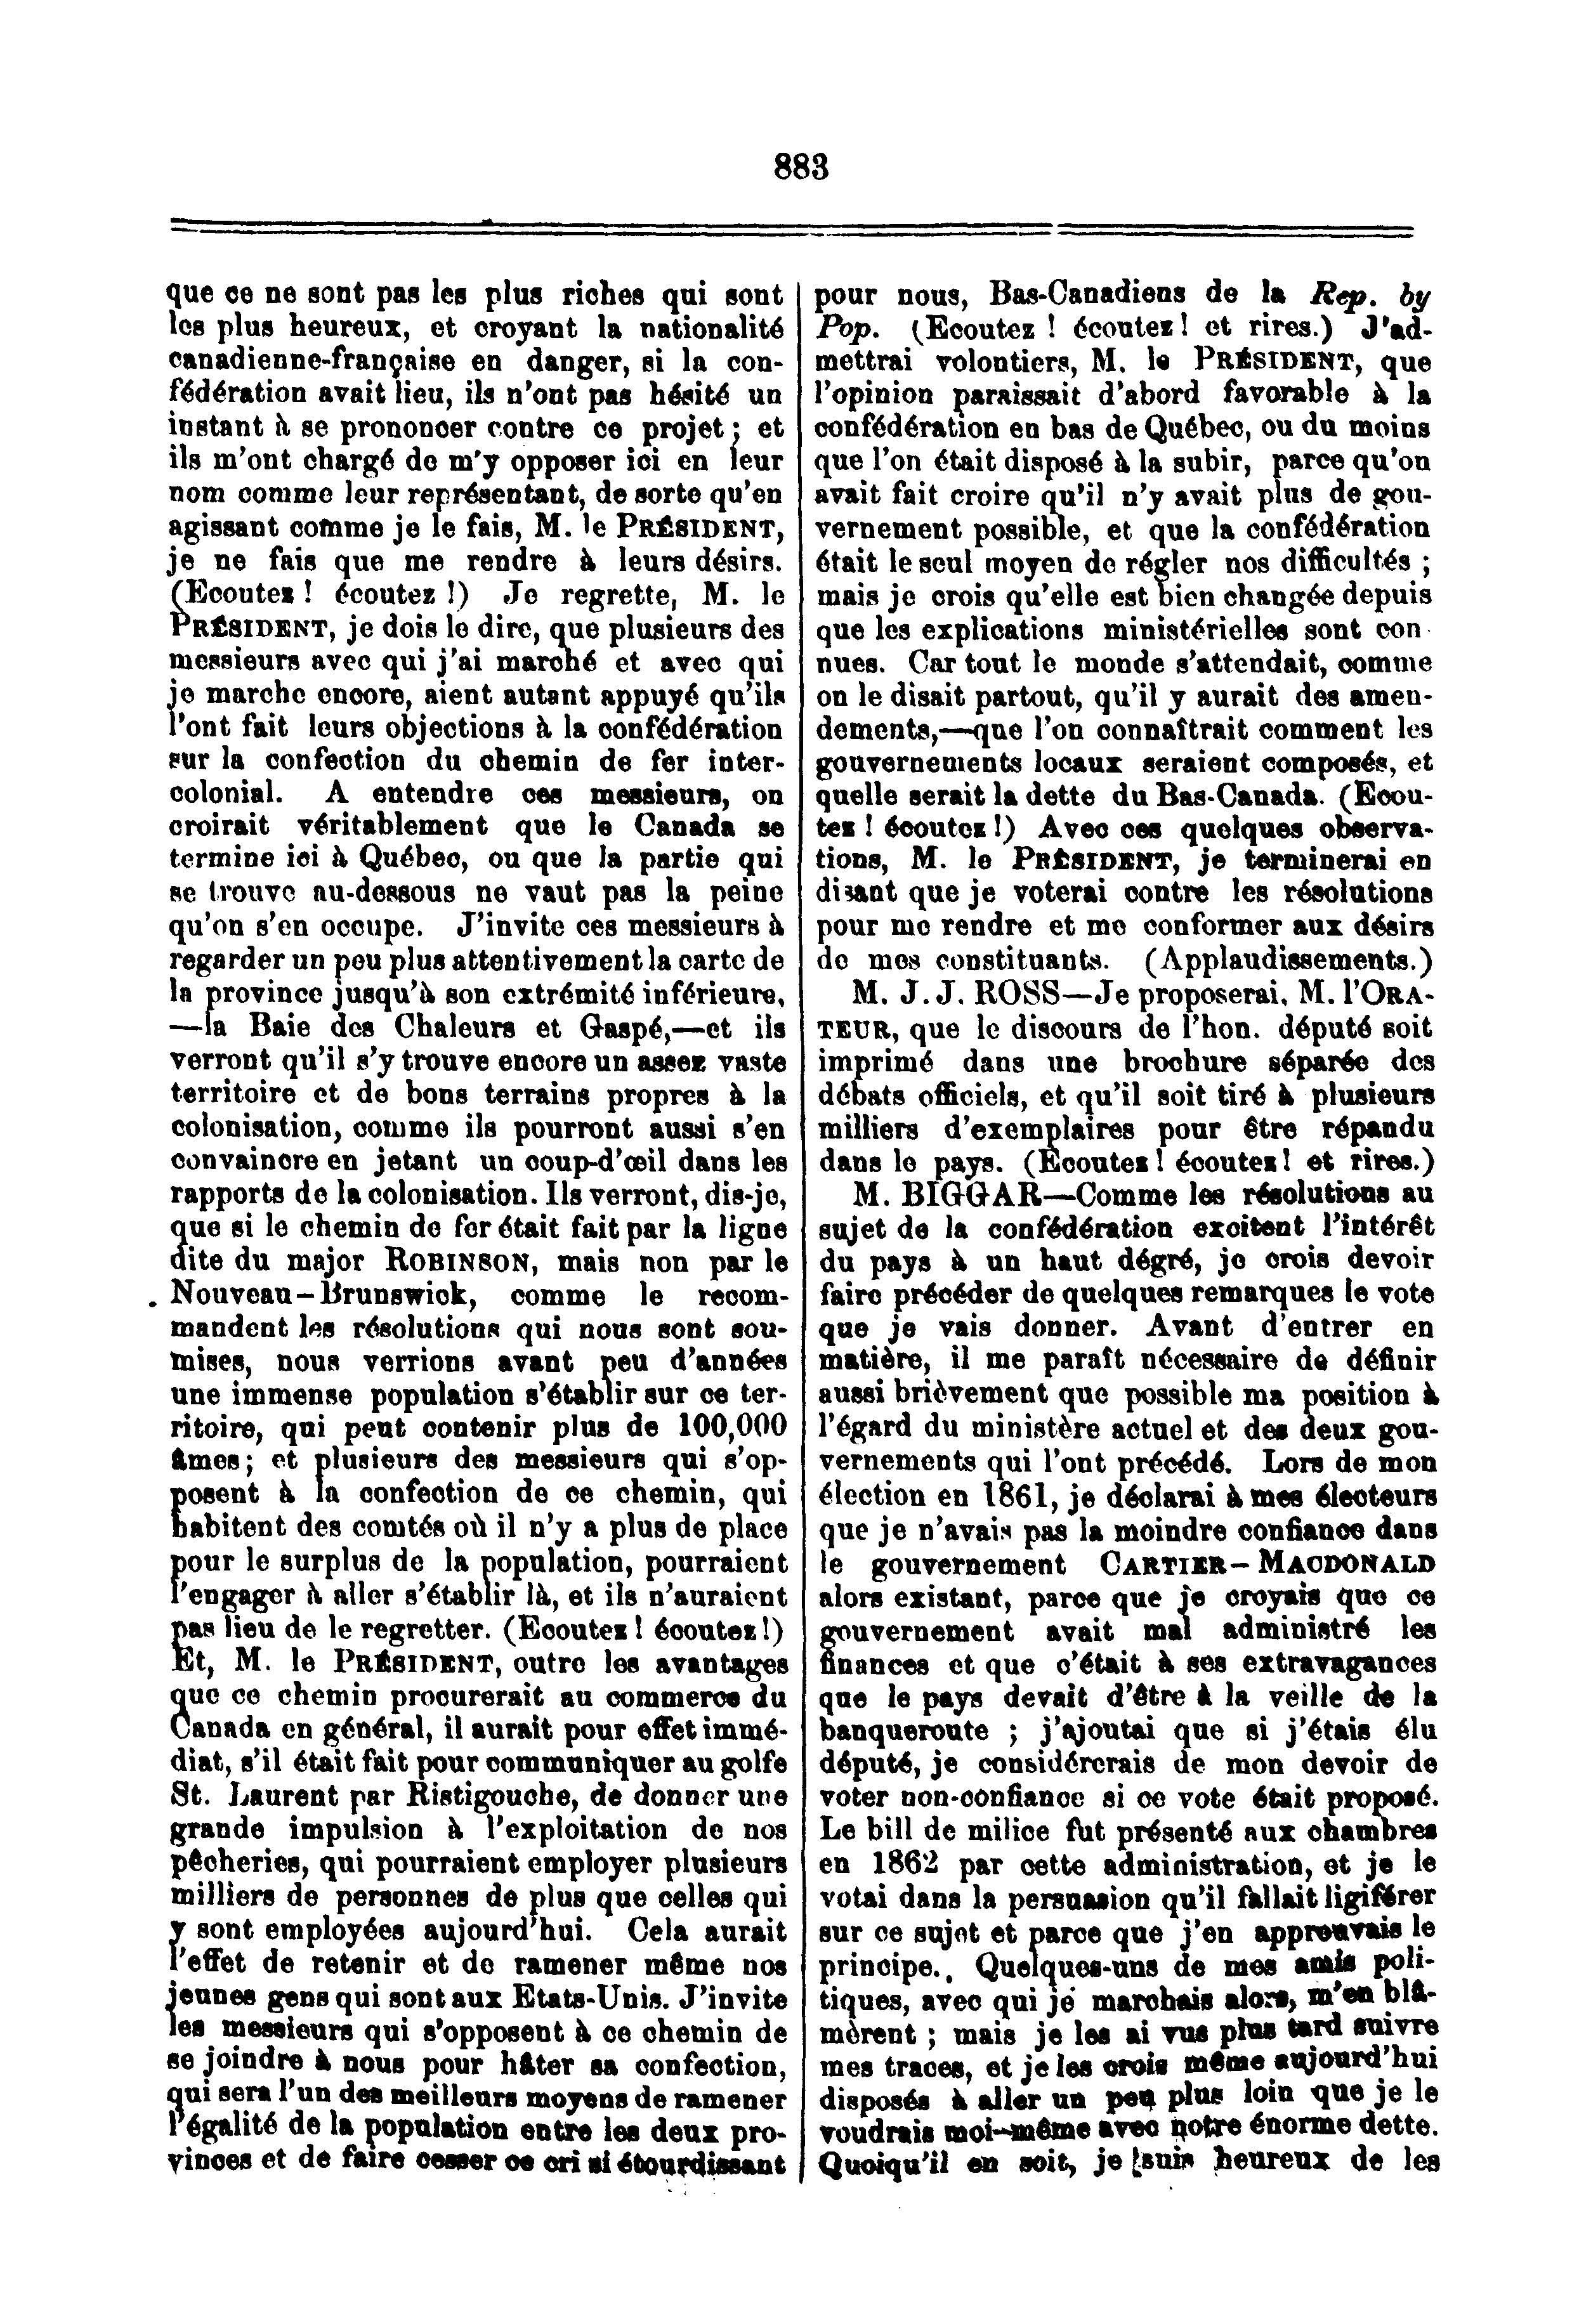 883
que ce ne sont pas les plus riches qui sont
les plus heureux, et croyant la nationalité
canadienne-française en danger, si la con-
fédération avait lieu, ils n'ont pas hésité un
instant à se prononcer contre ce projet ; et
ils m'ont chargé de m'y opposer ici en leur
nom comme leur représentant, de sorte qu'en
agissant comme je le fais, M. le PRÉSIDENT,
je ne fais que me rendre à leurs désirs.
(Ecoutez ! écoutez !) Je regrette, M. le
PRÉSIDENT, je dois le dire, que plusieurs des
messieurs avec qui j'ai marché et avec qui
je marche encore, aient autant appuyé qu'ils
l'ont fait leurs objections à la confédération
sur la confection du chemin de fer inter-
colonial. A entendre ces messieurs, on
croirait véritablement que le Canada se
termine ici à Québec, ou que la partie qui
se trouve au-dessous ne vaut pas la peine
qu'on s'en occupe. J'invite ces messieurs à
regarder un peu plus attentivement la carte de
la province jusqu'à son extrémité inférieure,
—la Baie des Chaleurs et Gaspé,—et ils
verront qu'il s'y trouve encore un assez vaste
territoire et de bons terrains propres à la
colonisation, comme ils pourront aussi s'en
convaincre en jetant un coup-d'œil dans les
rapports de la colonisation. Ils verront, dis-je,
que si le chemin de fer était fait par la ligne
dite du major ROBINSON, mais non par le
Nouveau-Brunswick, comme le recom-
mandent les résolutions qui nous sont sou-
mises, nous verrions avant peu d'années
une immense population s'établir sur ce ter-
ritoire, qui peut contenir plus de 100,000
âmes ; et plusieurs des messieurs qui s'op-
posent à la confection de ce chemin, qui
habitent des comtés où il n'y a plus de place
pour le surplus de la population, pourraient
l'engager à aller s'établir là, et ils n'auraient
pas lieu de le regretter. (Ecoutez ! écoutez !)
Et, M. le PRÉSIDENT, outre les avantages
que ce chemin procurerait au commerce du
Canada en général, il aurait pour effet immé-
diat, s'il était fait pour communiquer au golfe
St. Laurent par Ristigouche, de donner une
grande impulsion à l'exploitation de nos
pêcheries, qui pourraient employer plusieurs
milliers de personnes de plus que celles qui
y sont employées aujourd'hui. Cela aurait
l'effet de retenir et de ramener même nos
jeunes gens qui sont aux Etats-Unis. J'invite
les messieurs qui s'opposent à ce chemin de
se joindre à nous pour hâter sa confection,
qui sera l'un des meilleurs moyens de ramener
l'égalité de la population entre les deux pro-
vinces et de faire cesser ce cri si étourdissant
pour nous, Bas-Canadiens de la Rep. by
Pop. (Ecoutez ! écoutez ! et rires.) J'ad-
mettrai volontiers, M. le PRÉSIDENT, que
l'opinion paraissait d'abord favorable à la
confédération en bas de Québec, ou du moins
que l'on était disposé à la subir, parce qu'on
avait fait croire qu'il n'y avait plus de gou-
vernement possible, et que la confédération
était le seul moyen de régler nos difficultés ;
mais je crois qu'elle est bien changée depuis
que les explications ministérielles sont con-
nues. Car tout le monde s'attendait, comme
on le disait partout, qu'il y aurait des amen-
dements,—que l'on connaîtrait comment les
gouvernements locaux seraient composés, et
quelle serait la dette du Bas-Canada. (Ecou-
tez ! écoutez !) Avec ces quelques observa-
tions, M. le PRÉSIDENT, je terminerai en
disant que je voterai contre les résolutions
pour me rendre et me conformer aux désirs
de mes constituants. (Applaudissements.)
M. J. J. ROSS—Je proposerai, M. l'ORA-
TEUR, que le discours de l'hon. député soit
imprimé dans une brochure séparée des
débats officiels, et qu'il soit tiré à plusieurs
milliers d'exemplaires pour être répandu
dans le pays. (Ecoutez ! écoutez ! et rires.)
M. BIGGAR—Comme les résolutions au
sujet de la confédération excitent l'intérêt
du pays à un haut dégré, je crois devoir
faire précéder de quelques remarques le vote
que je vais donner. Avant d'entrer en
matière, il me paraît nécessaire de définir
aussi brièvement que possible ma position à
l'égard du ministère actuel et des deux gou-
vernements qui l'ont précédé. Lors de mon
élection en 1861, je déclarai à mes électeurs
que je n'avais pas la moindre confiance dans
le gouvernement CARTIER-MACDONALD
alors existant, parce que je croyais que ce
gouvernement avait mal administré les
finances et que c'était à ses extravagances
que le pays devait d'être à la veille de la
banqueroute ; j'ajoutai que si j'étais élu
député, je considérerais de mon devoir de
voter non-confiance si ce vote était proposé.
Le bill de milice fut présenté aux chambres
en 1862 par cette administration, et je le
votai dans la persuasion qu'il fallait ligiférer
sur ce sujet et parce que j'en approuvais le
principe. Quelques-uns de mes amis poli-
tiques, avec qui je marchais alors, m'en blâ-
mèrent ; mais je les ai vus plus tard suivre
mes traces, et je les crois même aujourd'hui
disposés à aller un peu plus loin que je le
voudrais moi-même avec notre énorme dette.
Quoiqu'il en soit, je suis heureux de les